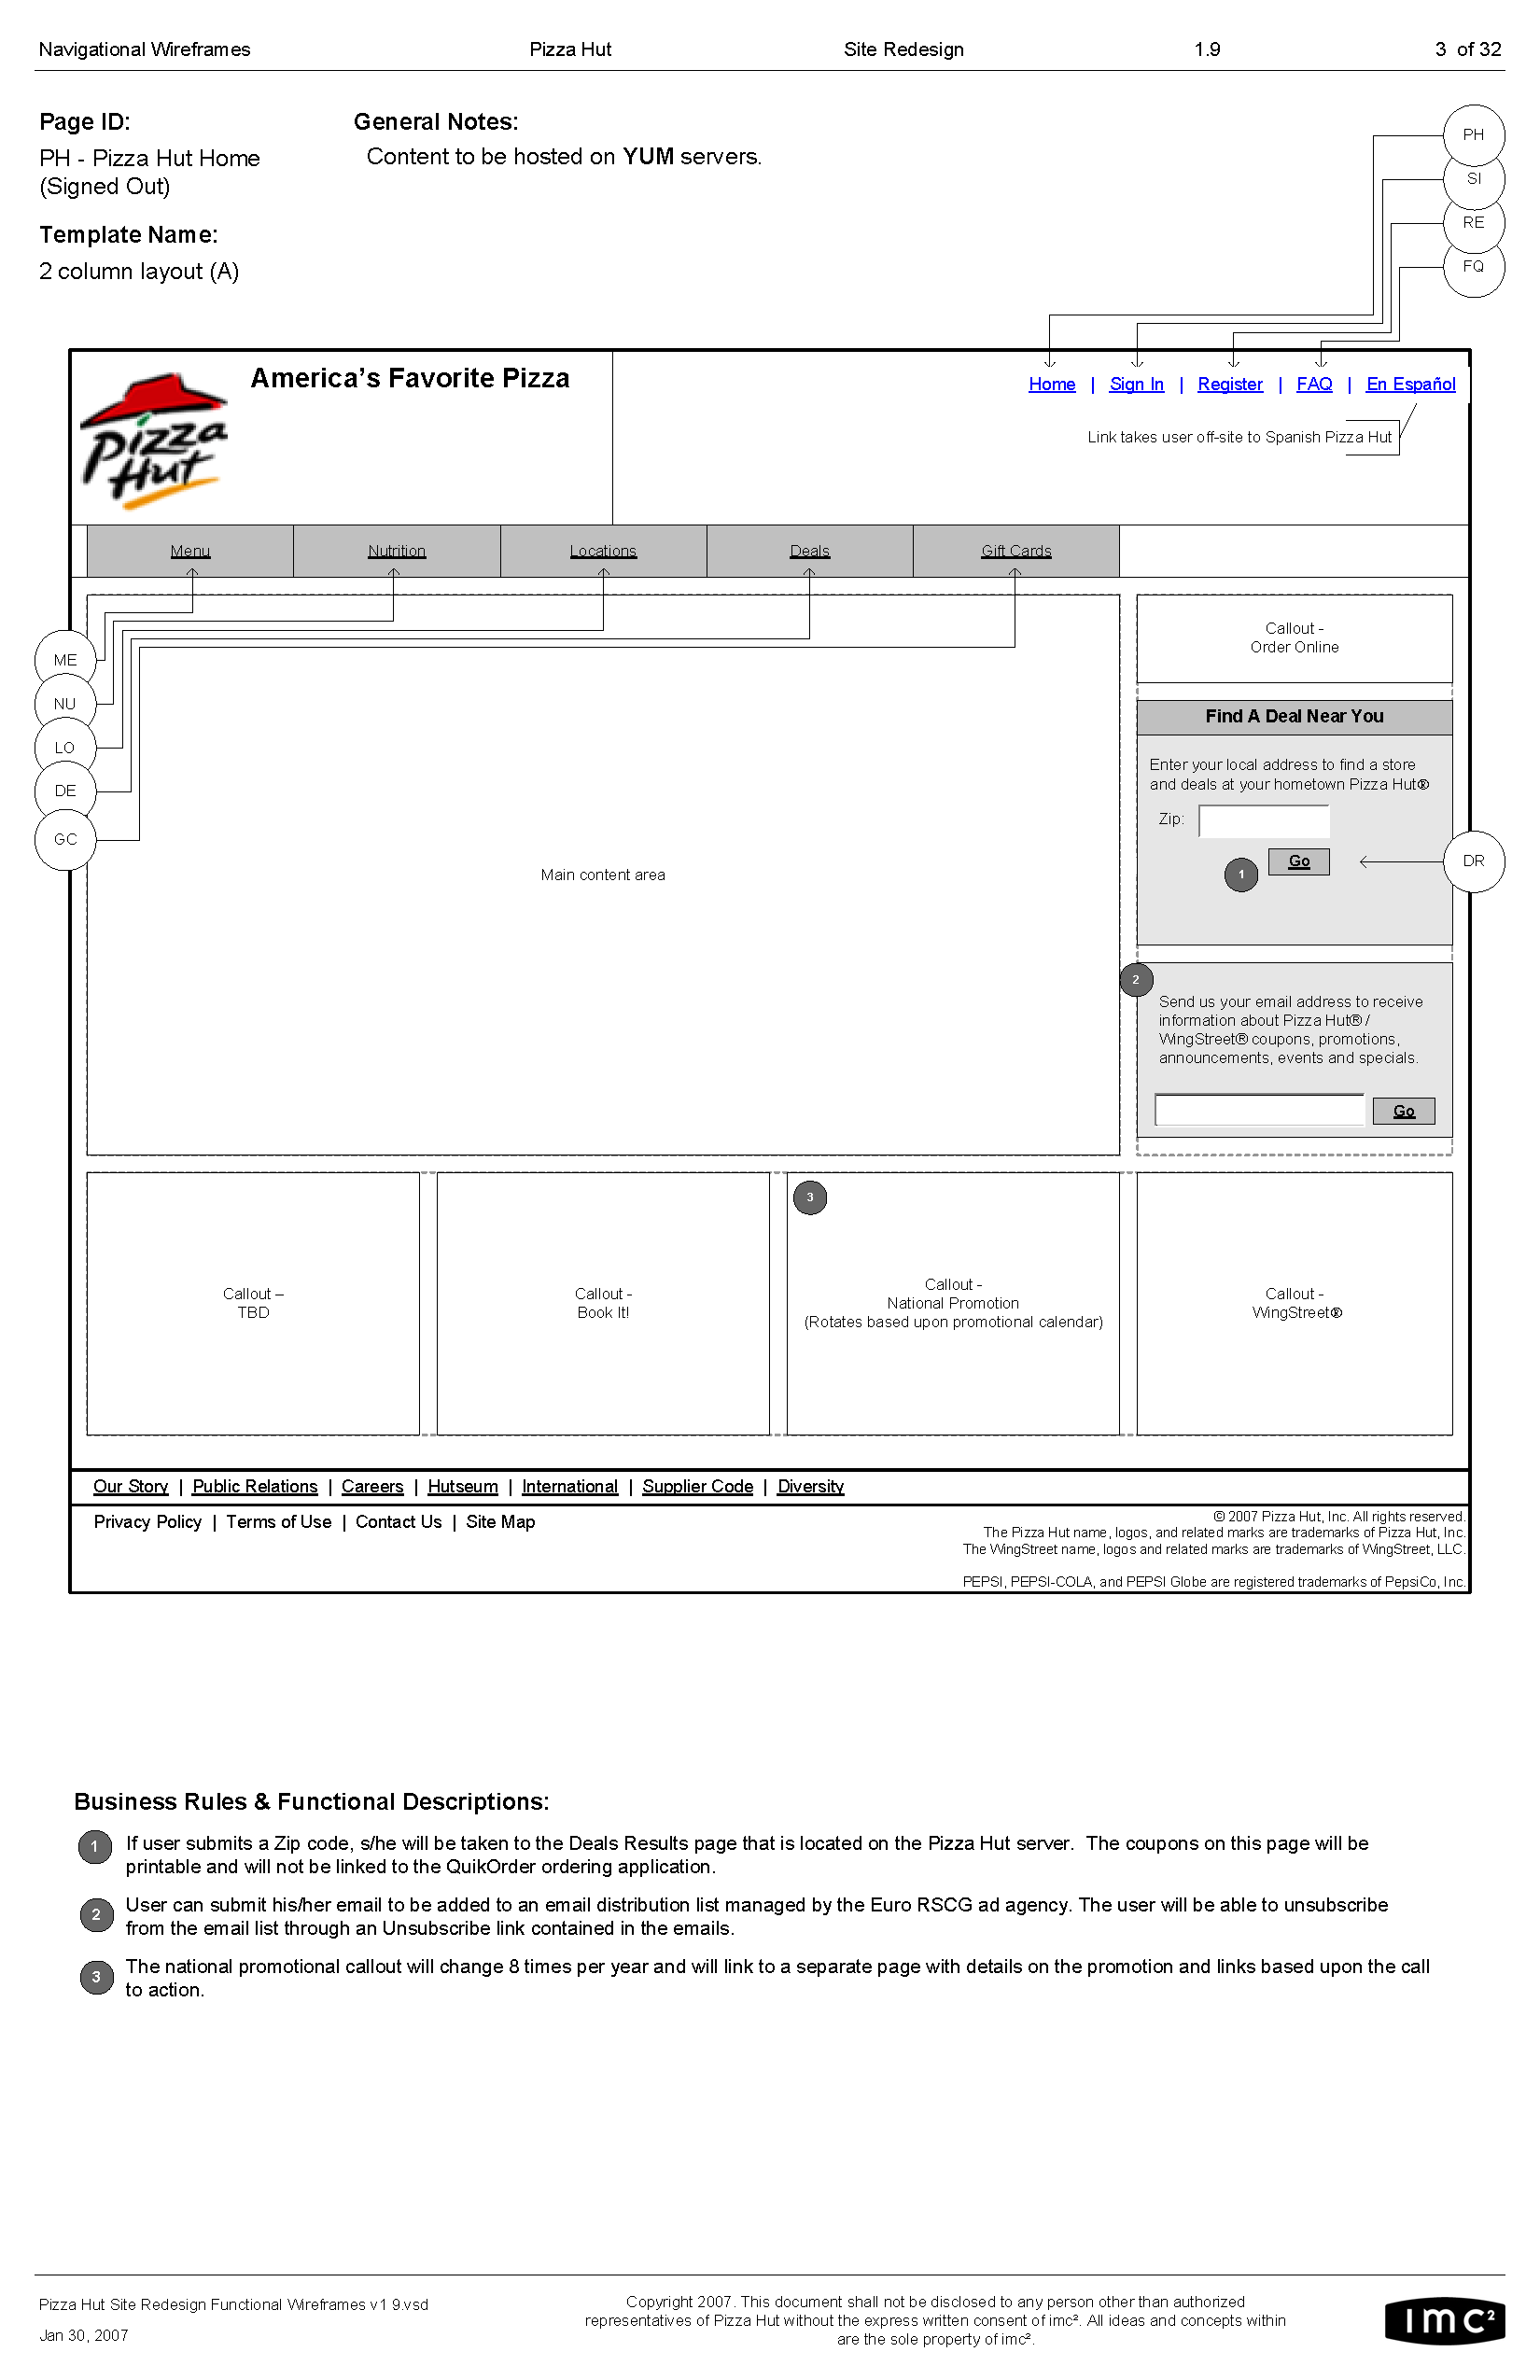 Navigational Wireframes Pizza Hut Site Redesign 1.9 3 of 32
Page ID:
PH - Pizza Hut Home
(Signed Out)
Template Name:
2 column layout (A)
General Notes:
Content to be hosted on YUM servers.
PH
SI
RE
FQ
Pizza
Hut
America's Favorite Pizza
Home | Sign In | Register | FAQ | En Español
Link takes user off-site to Spanish Pizza Hut
Menu Nutrition Locations Deals Gift Cards
ME
NU
LO
DE
GC
Main content area
Callout -
Order Online
Find A Deal Near You
Enter your local address to find a store
and deals at your hometown Pizza Hut®
Zip:
Go
1
DR
2
Send us your email address to receive
information about Pizza Hut® /
WingStreet® coupons, promotions,
announcements, events and specials.
Go
Callout –
TBD
Callout -
Book It!
3
Callout -
National Promotion
(Rotates based upon promotional calendar)
Callout -
WingStreet®
Our Story | Public Relations | Careers | Hutseum | International | Supplier Code | Diversity
Privacy Policy | Terms of Use | Contact Us | Site Map
© 2007 Pizza Hut, Inc. All rights reserved.
The Pizza Hut name, logos, and related marks are trademarks of Pizza Hut, Inc.
The WingStreet name, logos and related marks are trademarks of WingStreet, LLC.
PEPSI, PEPSI-COLA, and PEPSI Globe are registered trademarks of PepsiCo, Inc.
Business Rules & Functional Descriptions:
1 If user submits a Zip code, s/he will be taken to the Deals Results page that is located on the Pizza Hut server. The coupons on this page will be
printable and will not be linked to the QuikOrder ordering application.
2 User can submit his/her email to be added to an email distribution list managed by the Euro RSCG ad agency. The user will be able to unsubscribe
from the email list through an Unsubscribe link contained in the emails.
3 The national promotional callout will change 8 times per year and will link to a separate page with details on the promotion and links based upon the call
to action.
Pizza Hut Site Redesign Functional Wireframes v1 9.vsd
Jan 30, 2007
Copyright 2007. This document shall not be disclosed to any person other than authorized
representatives of Pizza Hut without the express written consent of imc². All ideas and concepts within
are the sole property of imc².
imc²